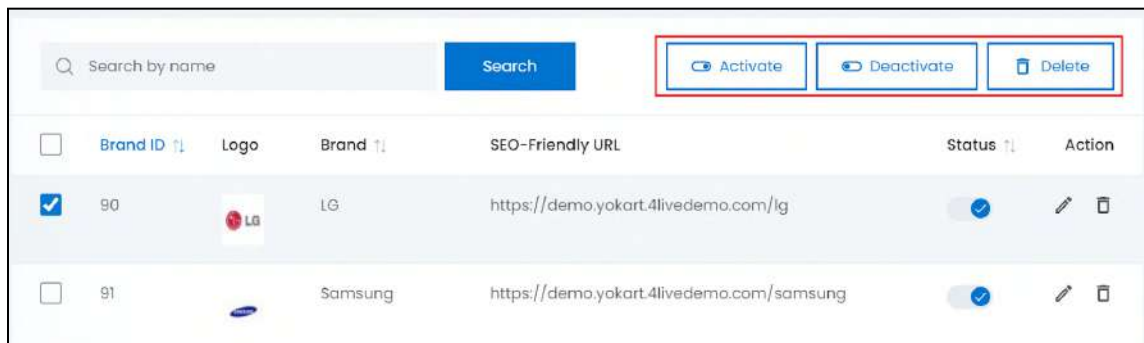 Search by name Search Activate Deactivate Delete
Brand ID Logo Brand SEO-Friendly URL Status Action
90 LG LG https://demo.yokart.4livedemo.com/lg
91 SAMSUNG Samsung https://demo.yokart.4livedemo.com/samsung